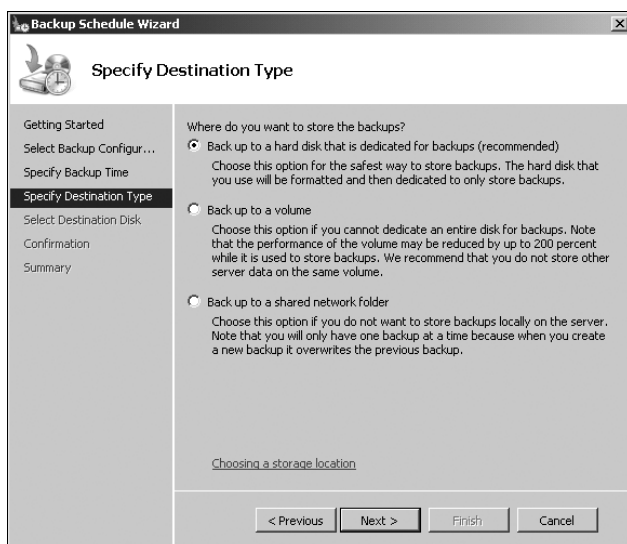 Backup Schedule Wizard
Specify Destination Type
Getting Started
Select Backup Configur...
Specify Backup Time
Specify Destination Type
Select Destination Disk
Confirmation
Summary
Where do you want to store the backups?
Back up to a hard disk that is dedicated for backups (recommended)
Choose this option for the safest way to store backups. The hard disk that
you use will be formatted and then dedicated to only store backups.
Back up to a volume
Choose this option if you cannot dedicate an entire disk for backups. Note
that the performance of the volume may be reduced by up to 200 percent
while it is used to store backups. We recommend that you do not store other
server data on the same volume.
Back up to a shared network folder
Choose this option if you do not want to store backups locally on the server.
Note that you will only have one backup at a time because when you create
a new backup it overwrites the previous backup.
Choosing a storage location
< Previous
Next >
Finish
Cancel